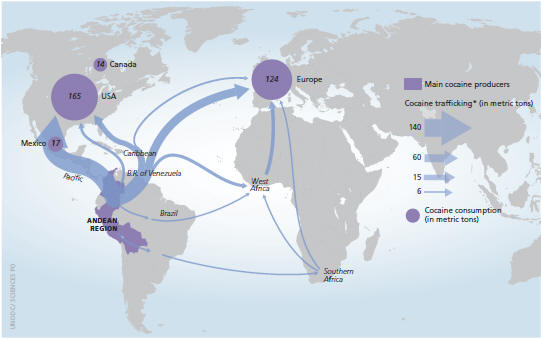 14 Canada
165 USA
124 Europe
Mexico 17
Pacific
Caribbean
B.R. of Venezuela
West
Africa
Brazil
ANDEAN
REGION
Southern
Africa
Main cocaine producers
Cocaine trafficking* (in metric tons)
140
60
15
6
Cocaine consumption
(in metric tons)
UNODC/ SCIENCES PO